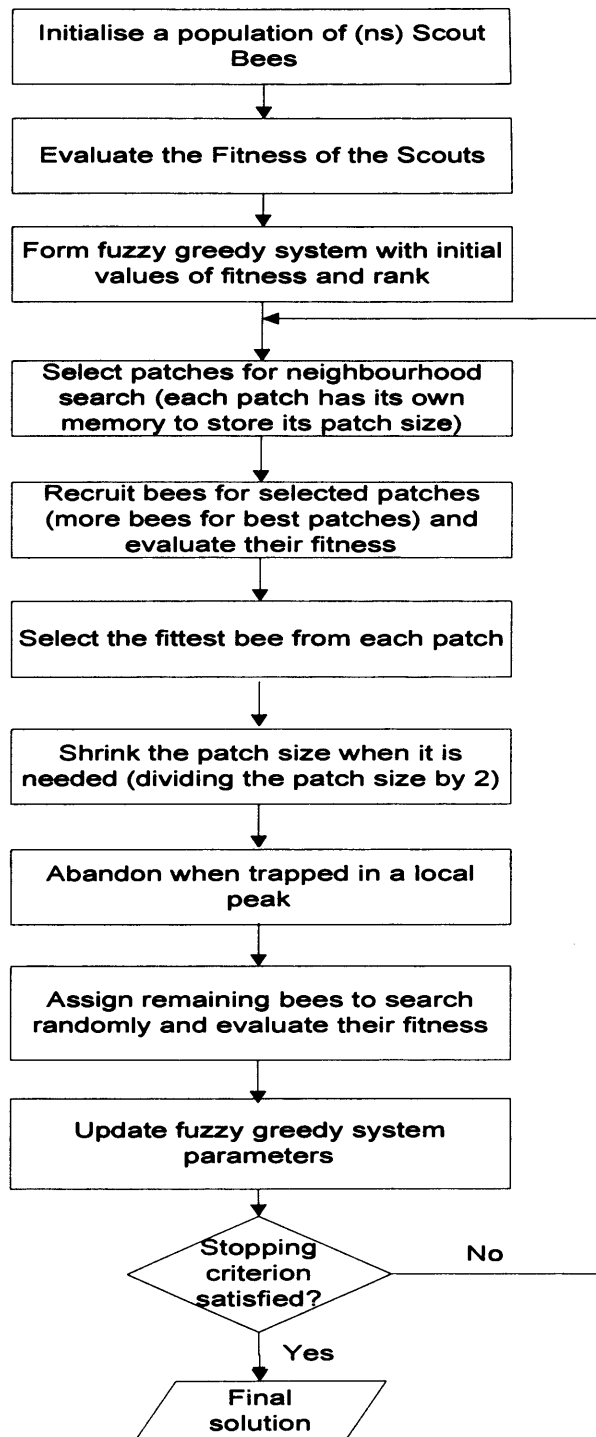 Initialise a population of (ns) Scout
Bees
Evaluate the Fitness of the Scouts
Form fuzzy greedy system with initial
values of fitness and rank
Select patches for neighbourhood
search (each patch has its own
memory to store its patch size)
Recruit bees for selected patches
(more bees for best patches) and
evaluate their fitness
Select the fittest bee from each patch
Shrink the patch size when it is
needed (dividing the patch size by 2)
Abandon when trapped in a local
peak
Assign remaining bees to search
randomly and evaluate their fitness
Update fuzzy greedy system
parameters
Stopping
criterion
satisfied?
No
Yes
Final
solution